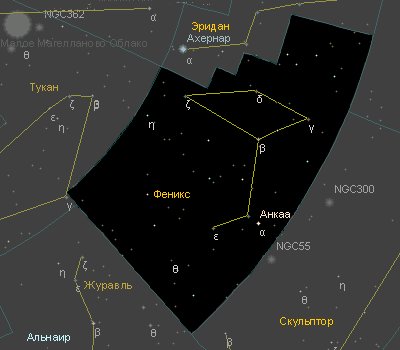 NGC362
α
Эридан
Ахернар
Малое Магелланово Облако
θ
α
Тукан
ζ
β
ζ
δ
ε
η
η
γ
β
Феникс
NGC300
γ
Анкаа
ε
α
NGC55
ζ
θ
η
ε
Журавль
Скульптор
Альнаир
β
θ
β